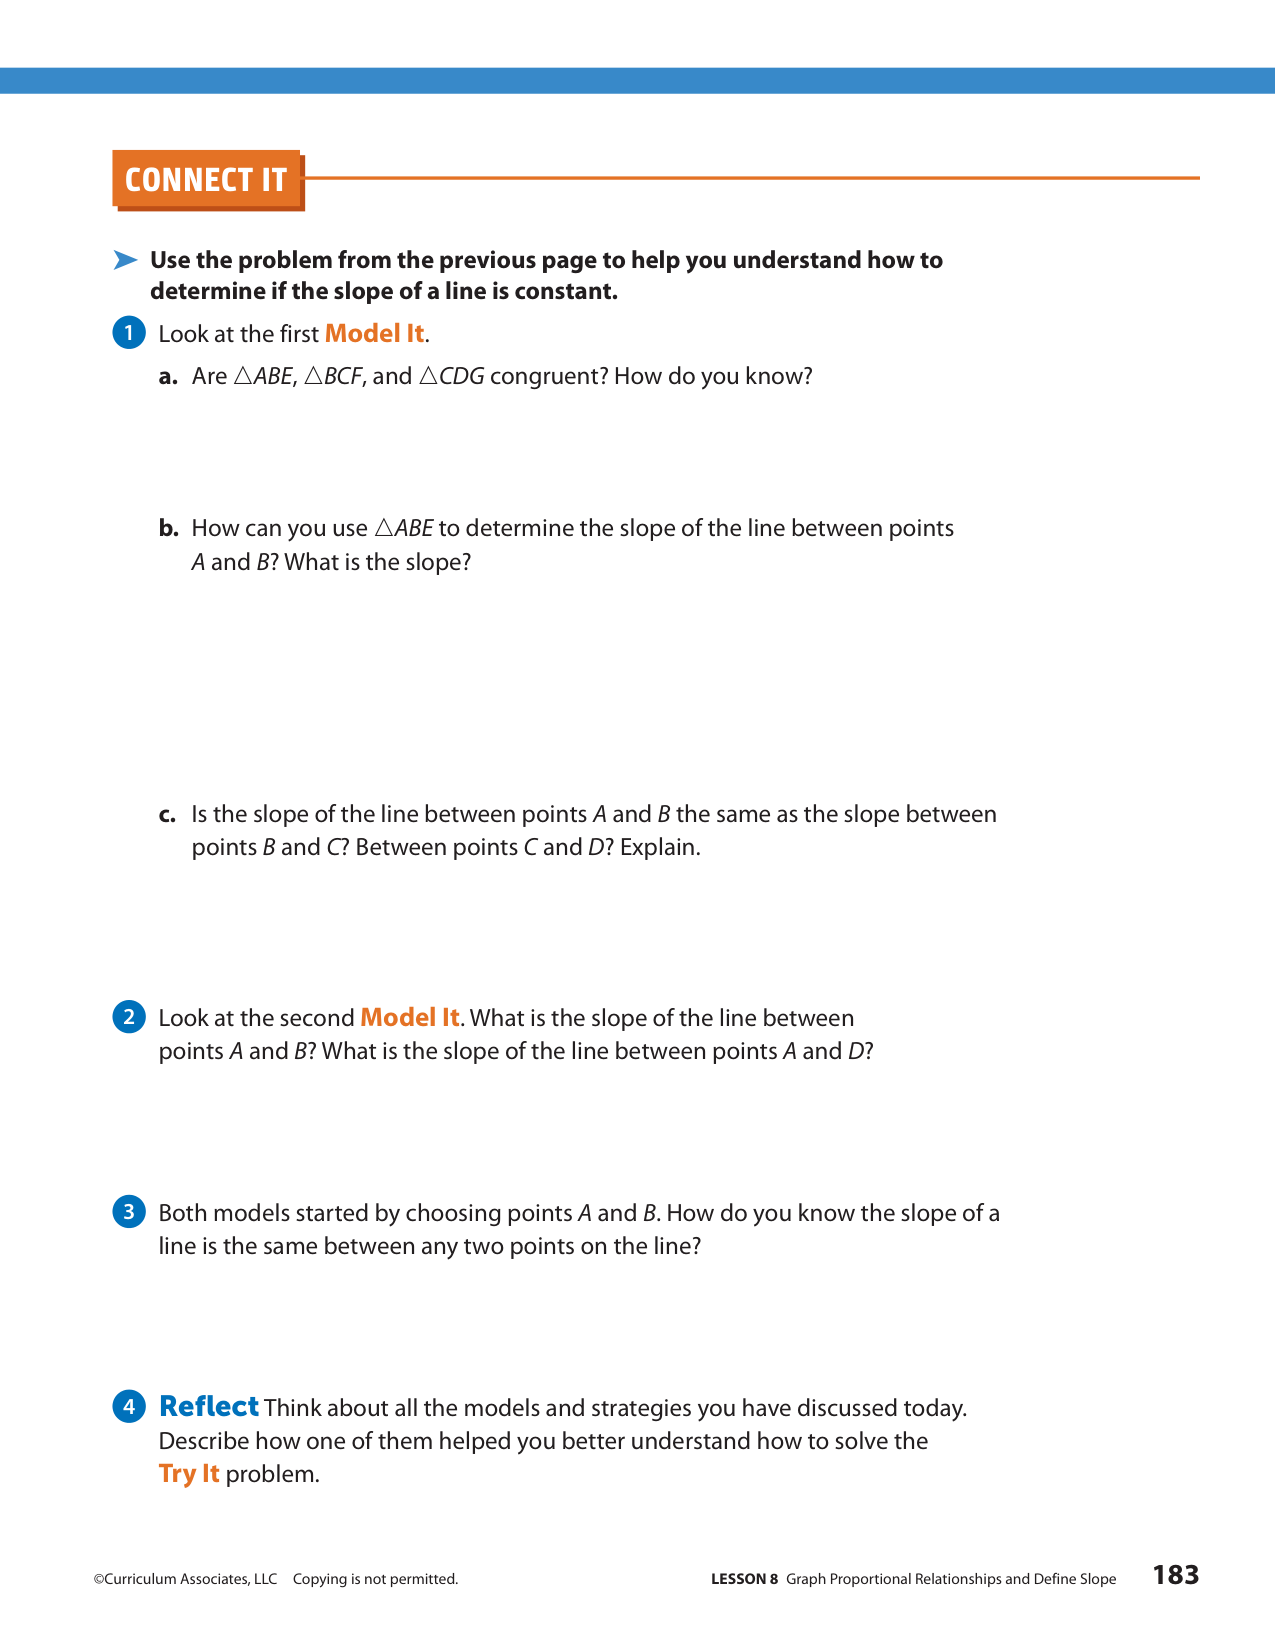 CONNECT IT
➤ Use the problem from the previous page to help you understand how to
determine if the slope of a line is constant.
1 Look at the first Model It.
a. Are △ABE, △BCF, and △CDG congruent? How do you know?
b. How can you use △ABE to determine the slope of the line between points
A and B? What is the slope?
c. Is the slope of the line between points A and B the same as the slope between
points B and C? Between points C and D? Explain.
2 Look at the second Model It. What is the slope of the line between
points A and B? What is the slope of the line between points A and D?
3 Both models started by choosing points A and B. How do you know the slope of a
line is the same between any two points on the line?
4 Reflect Think about all the models and strategies you have discussed today.
Describe how one of them helped you better understand how to solve the
Try It problem.
©Curriculum Associates, LLC Copying is not permitted. LESSON 8 Graph Proportional Relationships and Define Slope 183